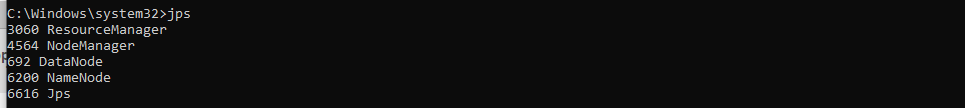 C:\Windows\system32>jps
3060 ResourceManager
4564 NodeManager
692 DataNode
6200 NameNode
6616 Jps